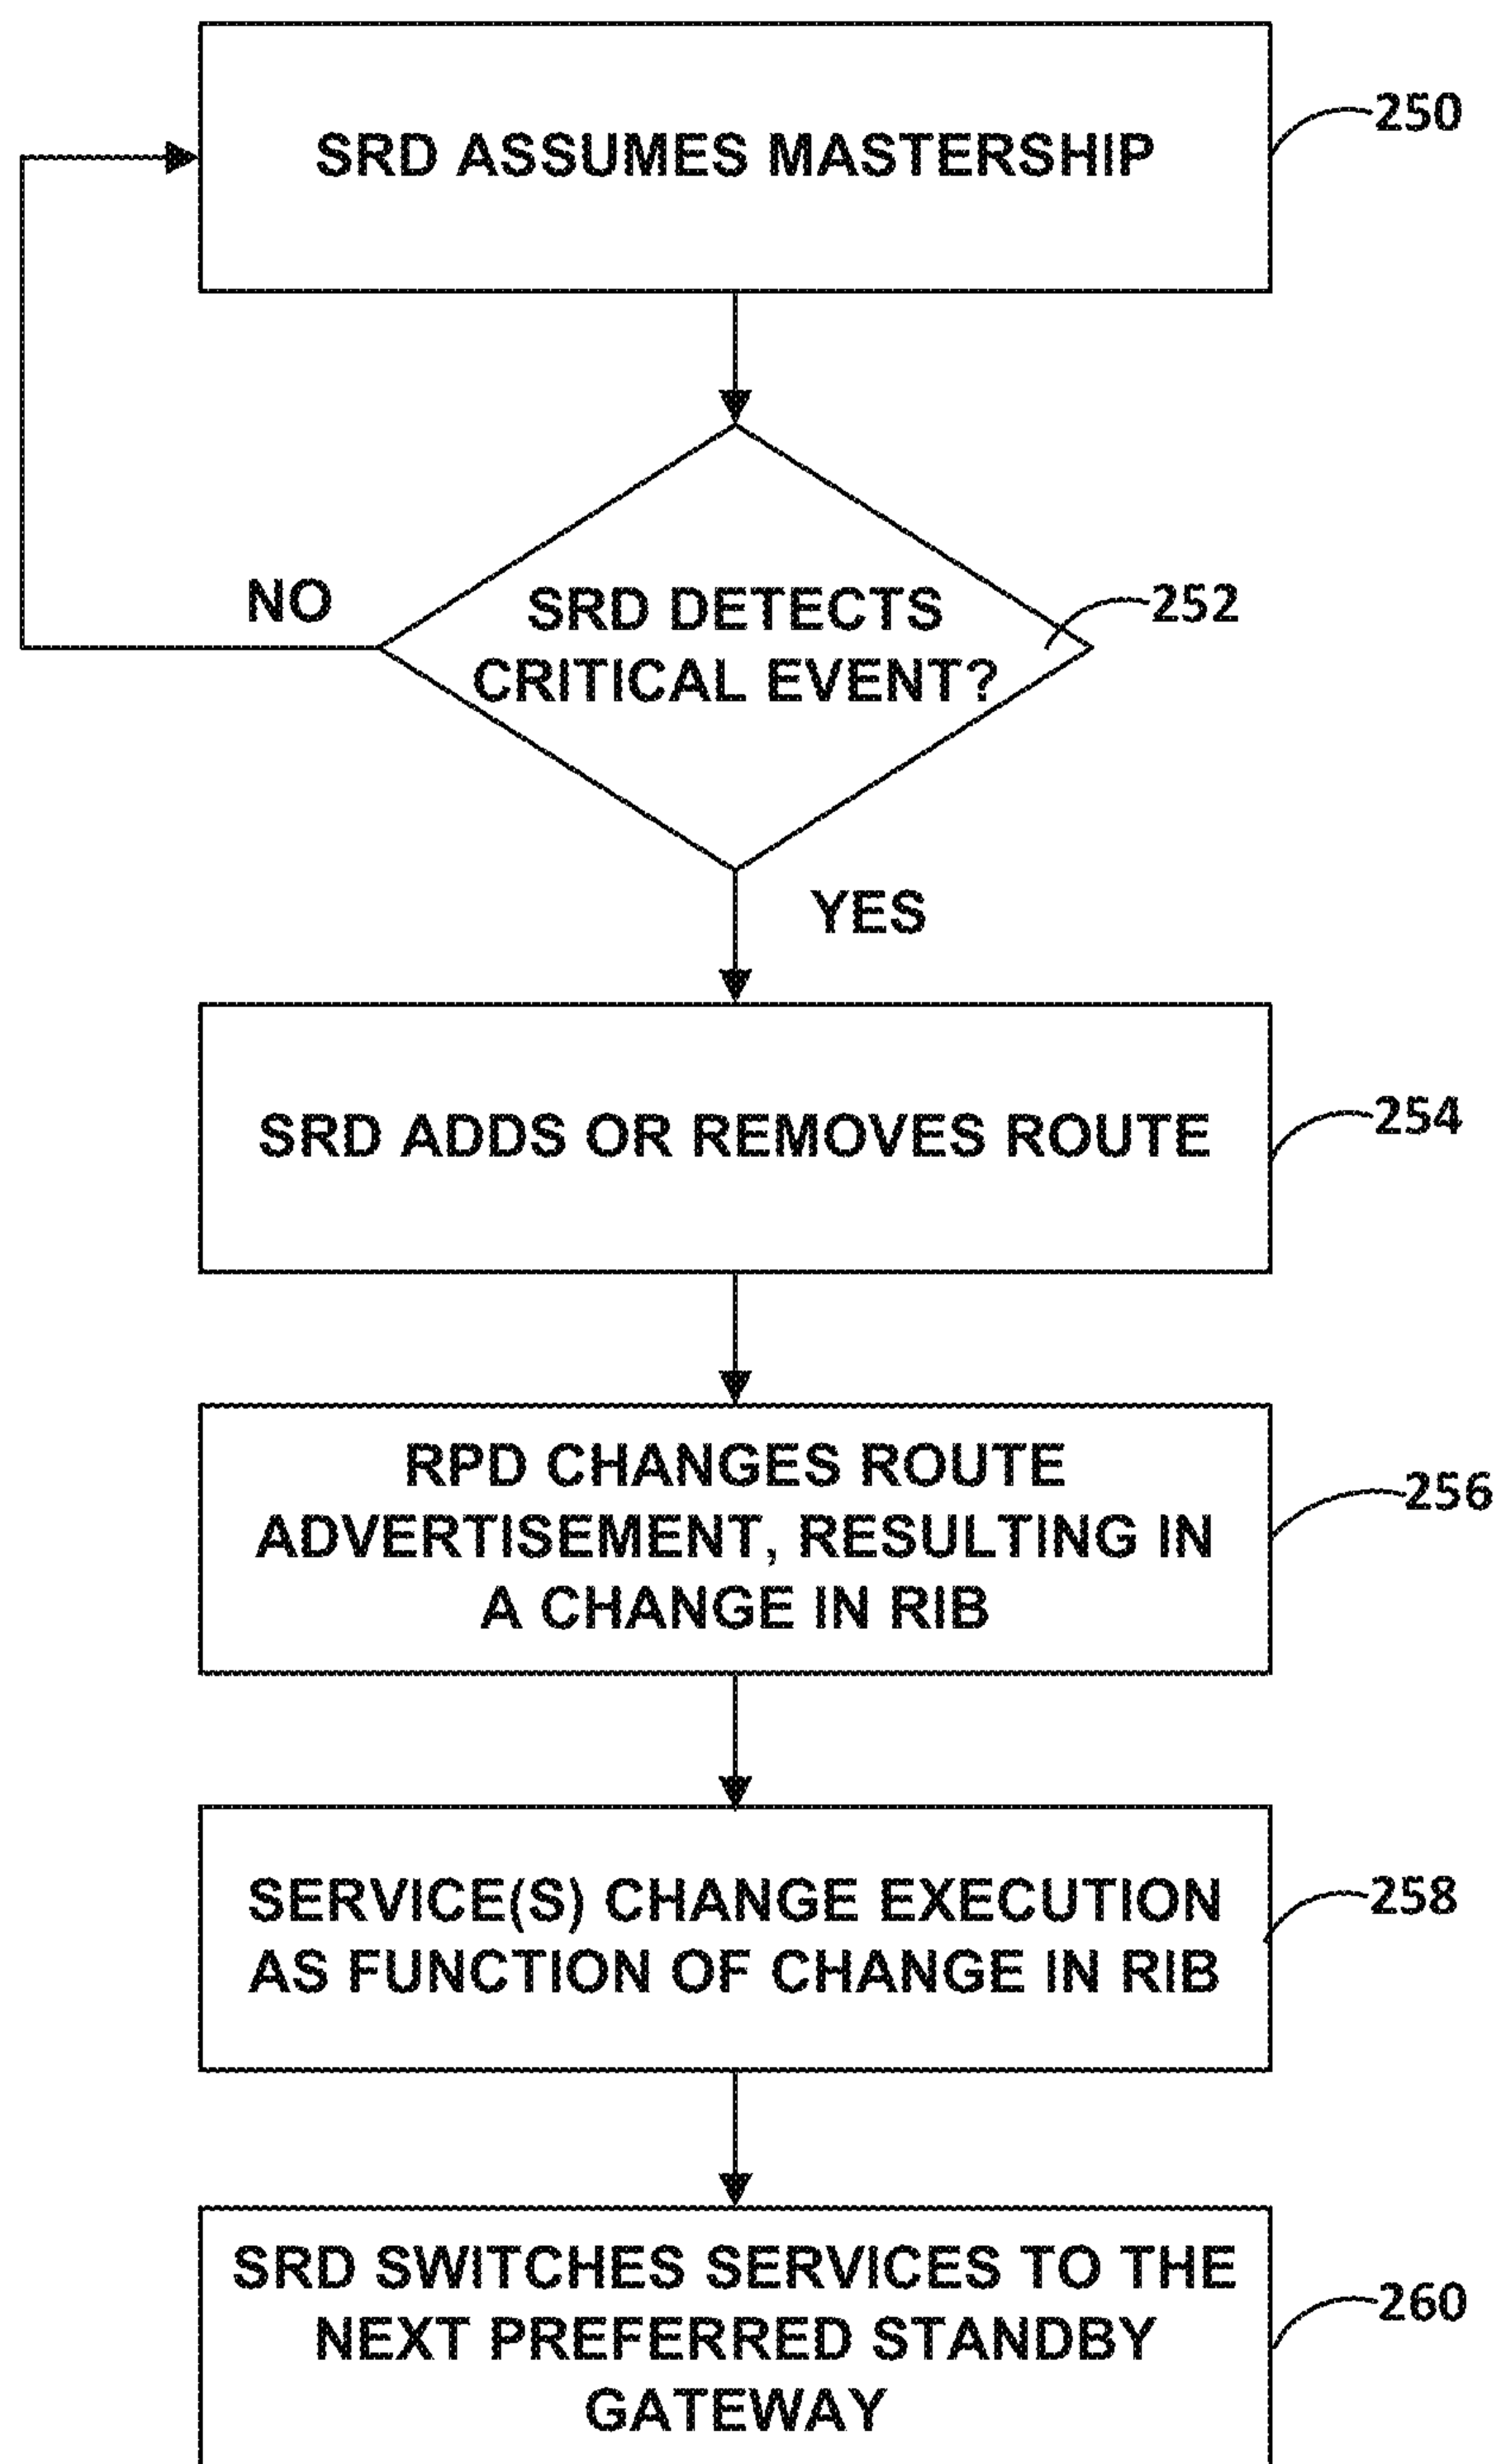 SRD ASSUMES MASTERSHIP
250
SRD DETECTS
CRITICAL EVENT?
252
NO
YES
SRD ADDS OR REMOVES ROUTE
254
RPD CHANGES ROUTE
ADVERTISEMENT, RESULTING IN
A CHANGE IN RIB
256
SERVICE(S) CHANGE EXECUTION
AS FUNCTION OF CHANGE IN RIB
258
SRD SWITCHES SERVICES TO THE
NEXT PREFERRED STANDBY
GATEWAY
260